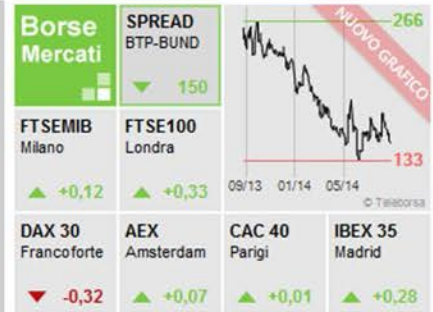 Borse
Mercati
SPREAD
BTP-BUND
▼ 150
266
NUOVO GRAFICO
133
09/13 01/14 05/14
© Teleborsa
FTSEMIB
Milano
▲ +0,12
FTSE100
Londra
▲ +0,33
DAX 30
Francoforte
▼ -0,32
AEX
Amsterdam
▲ +0,07
CAC 40
Parigi
▲ +0,01
IBEX 35
Madrid
▲ +0,28